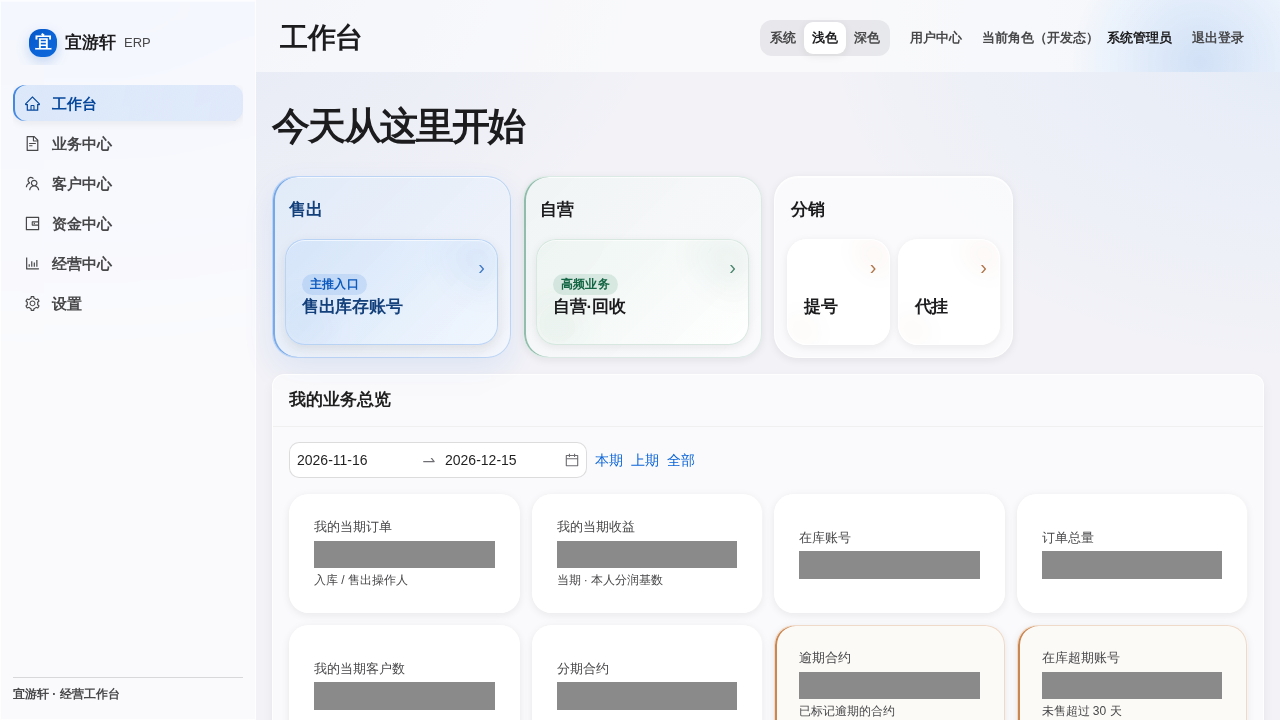 宜 宜游轩 ERP
工作台
业务中心
客户中心
资金中心
经营中心
设置
宜游轩 · 经营工作台
工作台
系统 浅色 深色 用户中心 当前角色（开发态） 系统管理员 退出登录
今天从这里开始
售出
主推入口
售出库存账号
自营
高频业务
自营·回收
分销
提号
代挂
我的业务总览
2026-11-16 2026-12-15 本期 上期 全部
我的当期订单
入库 / 售出操作人
我的当期收益
当期 · 本人分润基数
在库账号
订单总量
我的当期客户数
分期合约
逾期合约
已标记逾期的合约
在库超期账号
未售超过 30 天